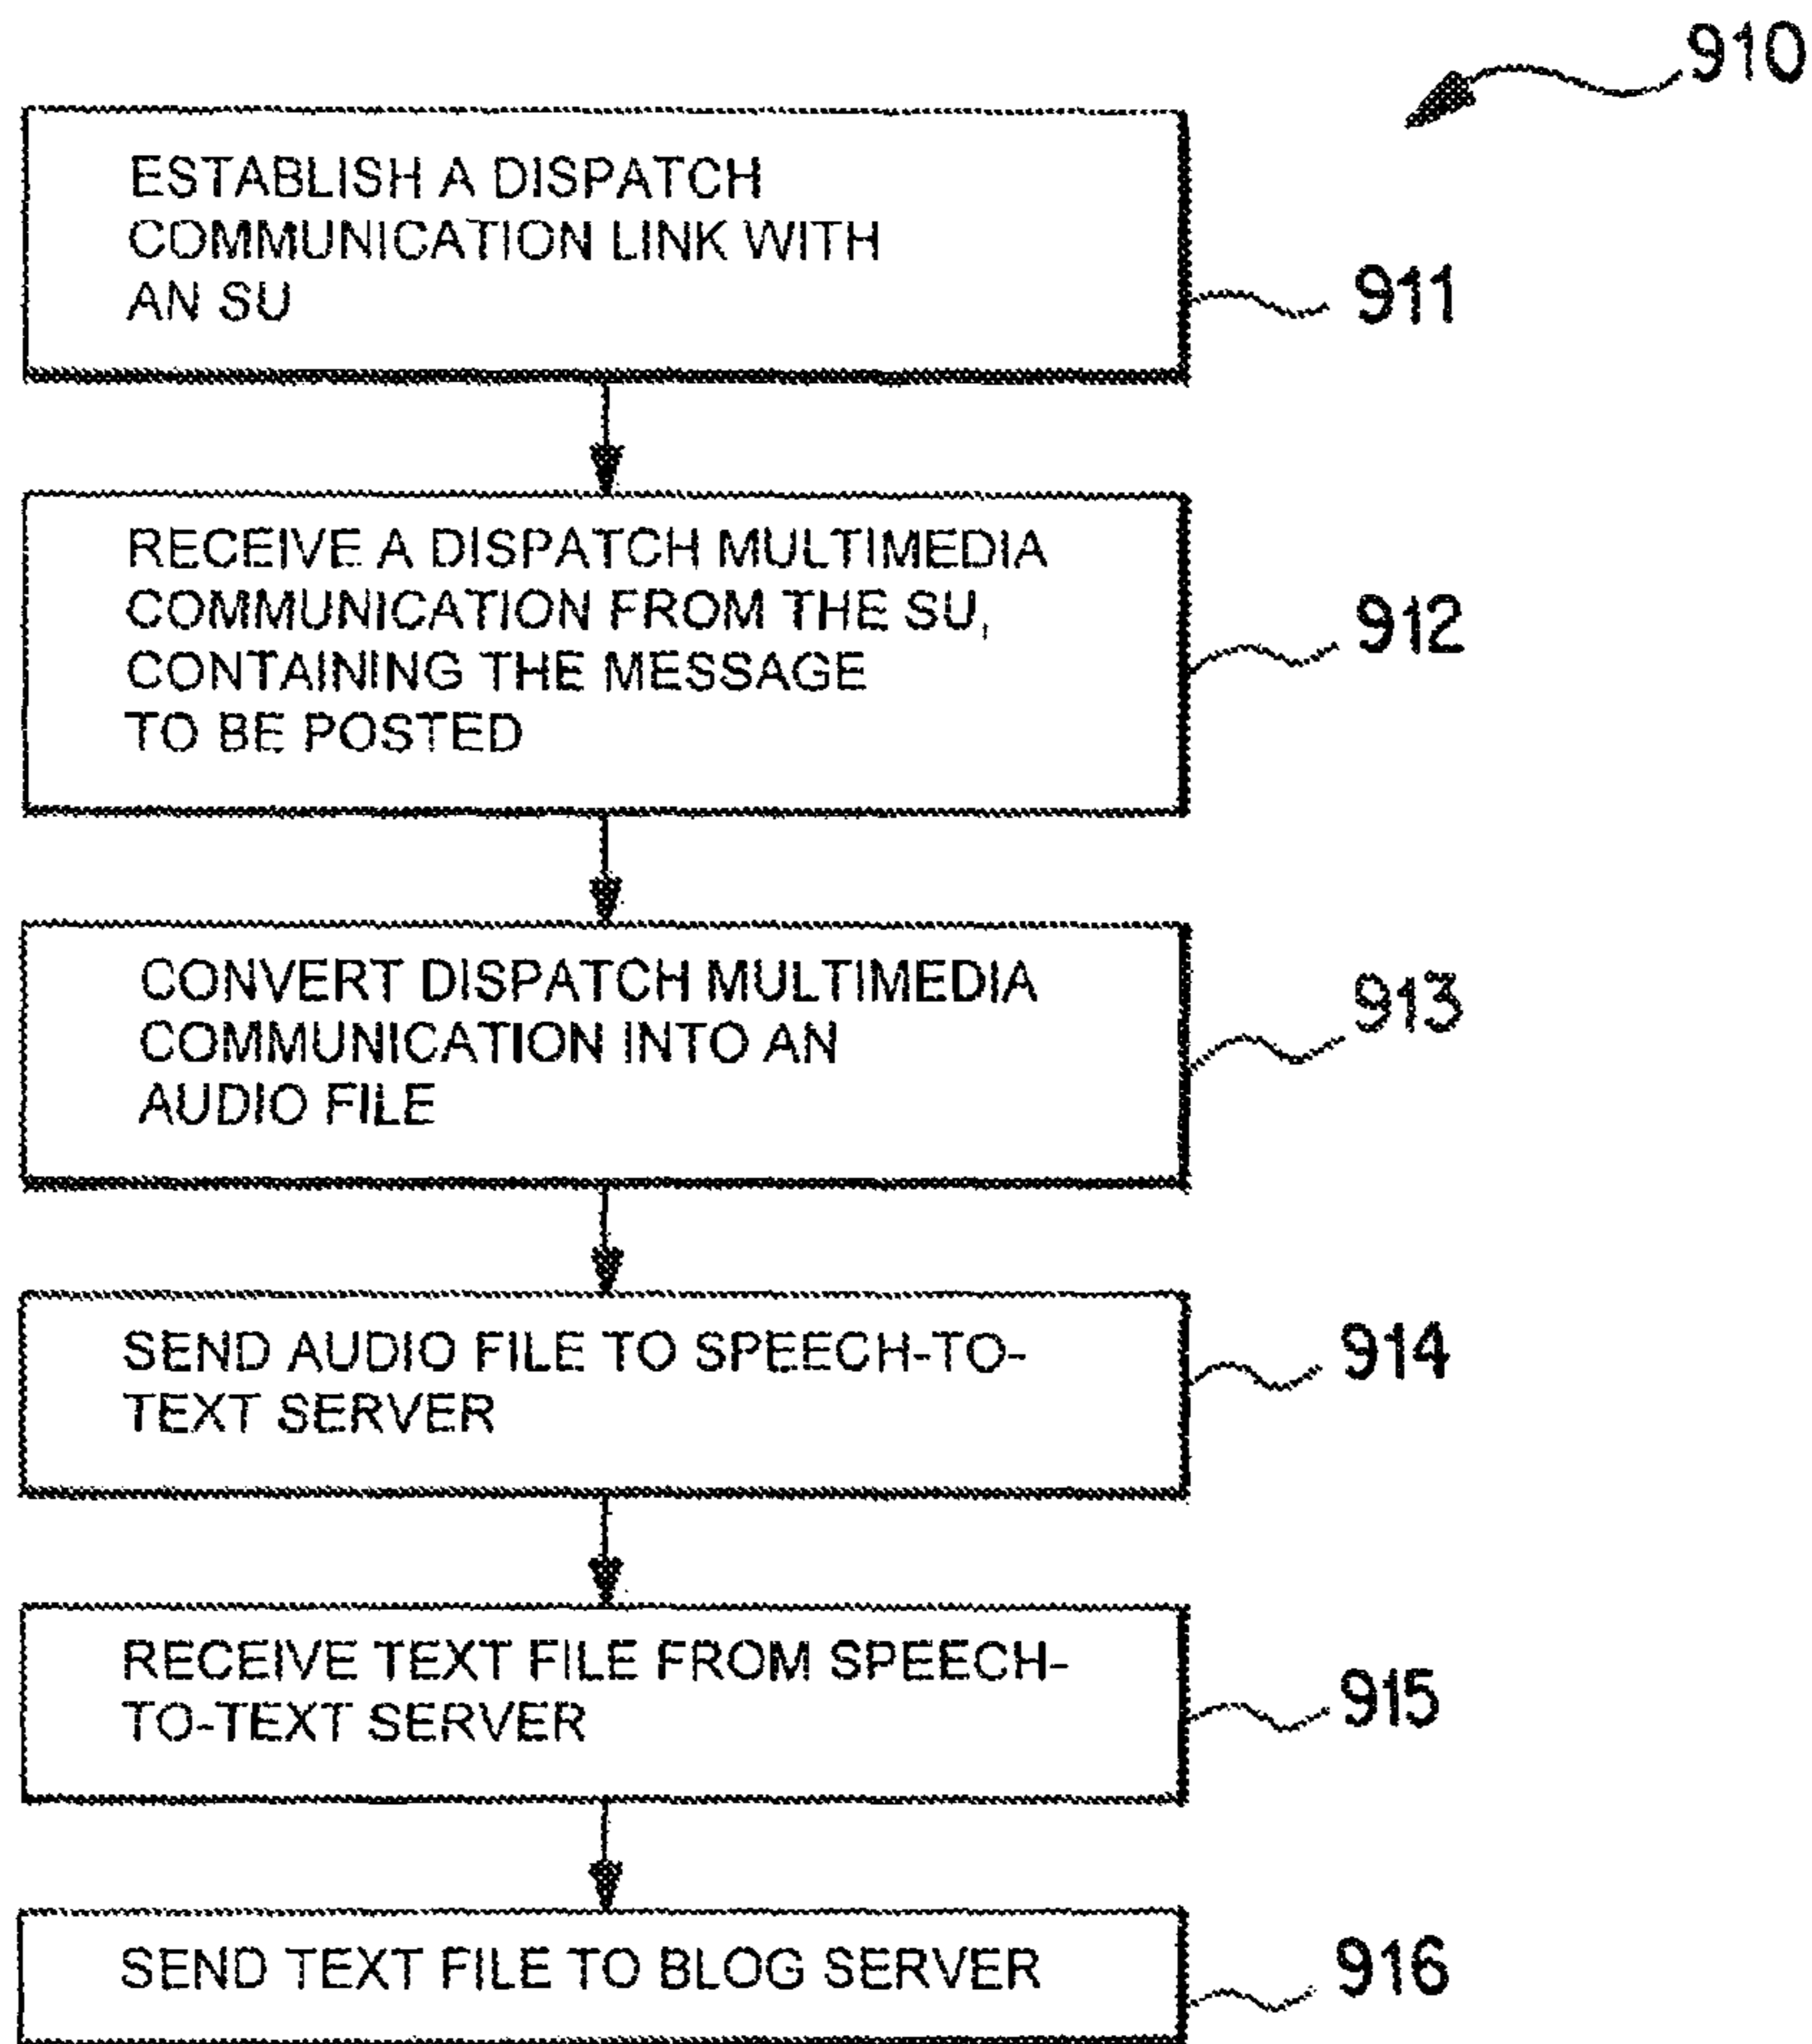 910
ESTABLISH A DISPATCH
COMMUNICATION LINK WITH
AN SU
911
RECEIVE A DISPATCH MULTIMEDIA
COMMUNICATION FROM THE SU,
CONTAINING THE MESSAGE
TO BE POSTED
912
CONVERT DISPATCH MULTIMEDIA
COMMUNICATION INTO AN
AUDIO FILE
913
SEND AUDIO FILE TO SPEECH-TO-
TEXT SERVER
914
RECEIVE TEXT FILE FROM SPEECH-
TO-TEXT SERVER
915
SEND TEXT FILE TO BLOG SERVER
916